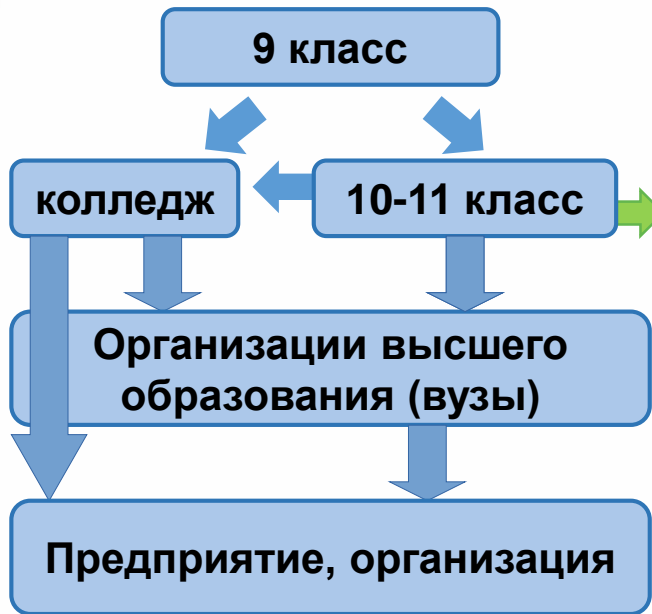 9 класс
колледж
10-11 класс
Организации высшего
образования (вузы)
Предприятие, организация